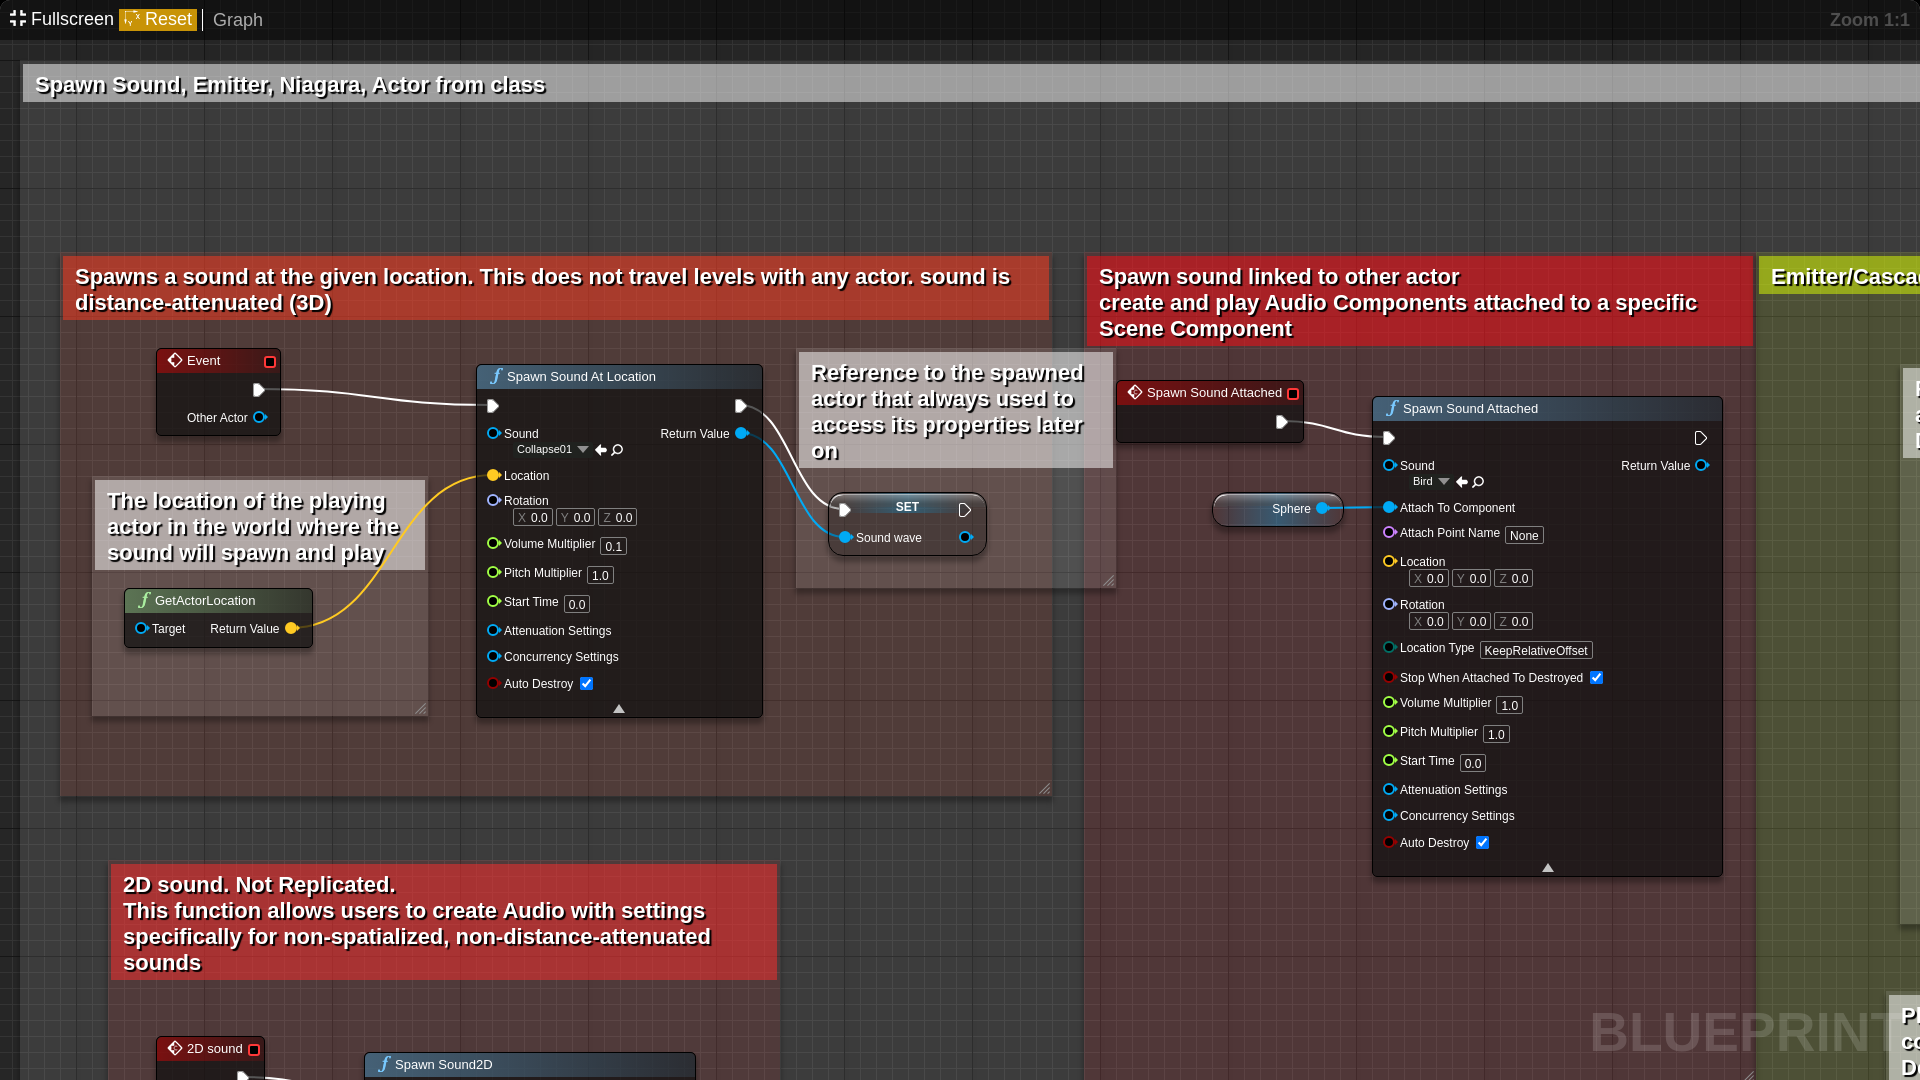 Fullscreen Reset Graph Zoom 1:1
Spawn Sound, Emitter, Niagara, Actor from class
Spawns a sound at the given location. This does not travel levels with any actor. sound is
distance-attenuated (3D)
Event
Other Actor
The location of the playing
actor in the world where the
sound will spawn and play
GetActorLocation
Target Return Value
Spawn Sound At Location
Sound Return Value
Collapse01
Location
Rotation
X 0.0 Y 0.0 Z 0.0
Volume Multiplier 0.1
Pitch Multiplier 1.0
Start Time 0.0
Attenuation Settings
Concurrency Settings
Auto Destroy
Reference to the spawned
actor that always used to
access its properties later
on
SET
Sound wave
Spawn sound linked to other actor
create and play Audio Components attached to a specific
Scene Component
Spawn Sound Attached
Sphere
Spawn Sound Attached
Sound Return Value
Bird
Attach To Component
Attach Point Name None
Location
X 0.0 Y 0.0 Z 0.0
Rotation
X 0.0 Y 0.0 Z 0.0
Location Type KeepRelativeOffset
Stop When Attached To Destroyed
Volume Multiplier 1.0
Pitch Multiplier 1.0
Start Time 0.0
Attenuation Settings
Concurrency Settings
Auto Destroy
2D sound. Not Replicated.
This function allows users to create Audio with settings
specifically for non-spatialized, non-distance-attenuated
sounds
2D sound
Spawn Sound2D
BLUEPRINT